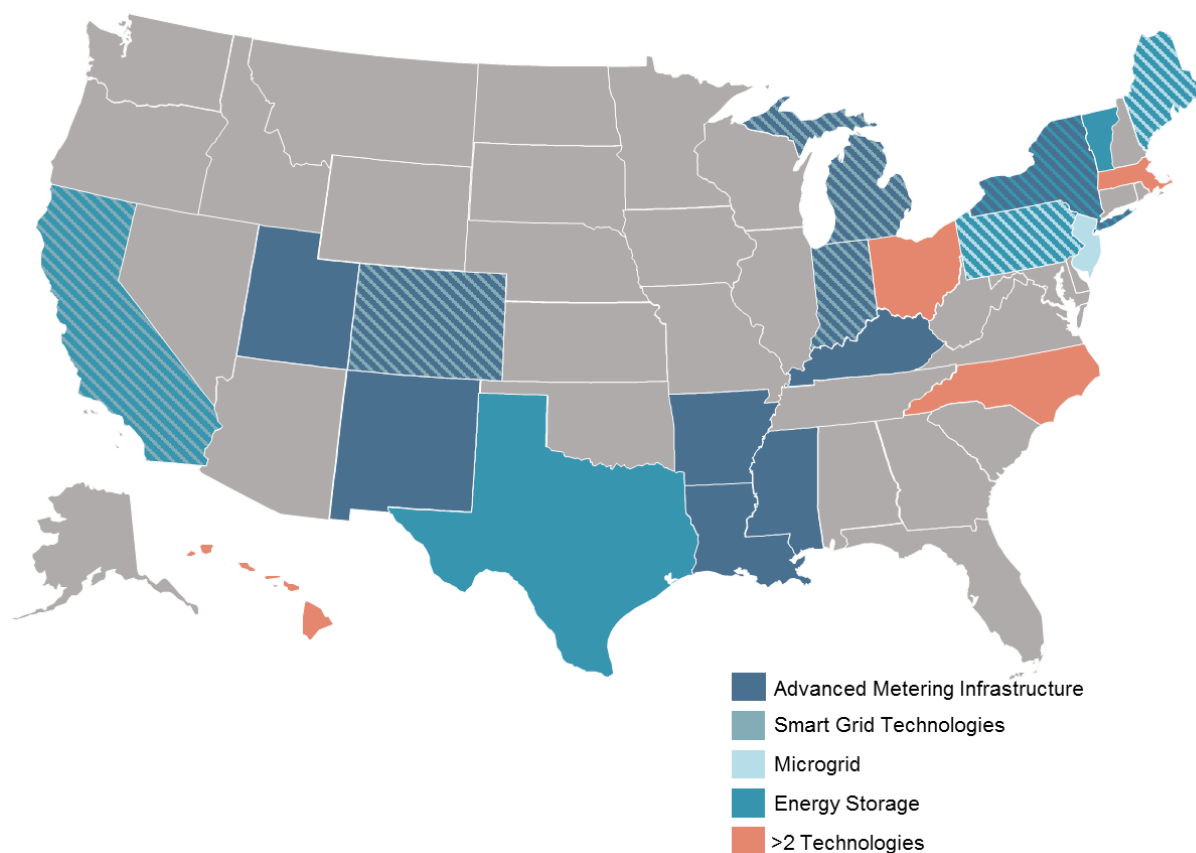 Advanced Metering Infrastructure
Smart Grid Technologies
Microgrid
Energy Storage
>2 Technologies